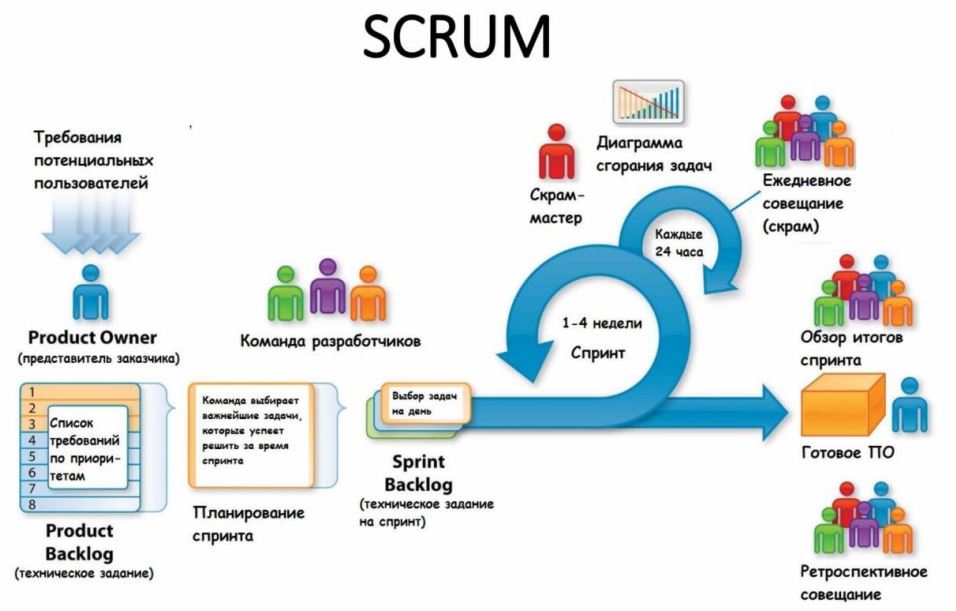 SCRUM
Требования
потенциальных
пользователей
Product Owner
(представитель заказчика)
1
2
3
4
5
6
7
8
Список
требований
по приори-
тетам
Product
Backlog
(техническое задание)
Команда разработчиков
Команда выбирает
важнейшие задачи,
которые успеет
решить за время
спринта
Планирование
спринта
Выбор задач
на день
Sprint
Backlog
(техническое задание
на спринт)
Скрам-
мастер
Диаграмма
сгорания задач
Каждые
24 часа
Ежедневное
совещание
(скрам)
1-4 недели
Спринт
Обзор итогов
спринта
Готовое ПО
Ретроспективное
совещание